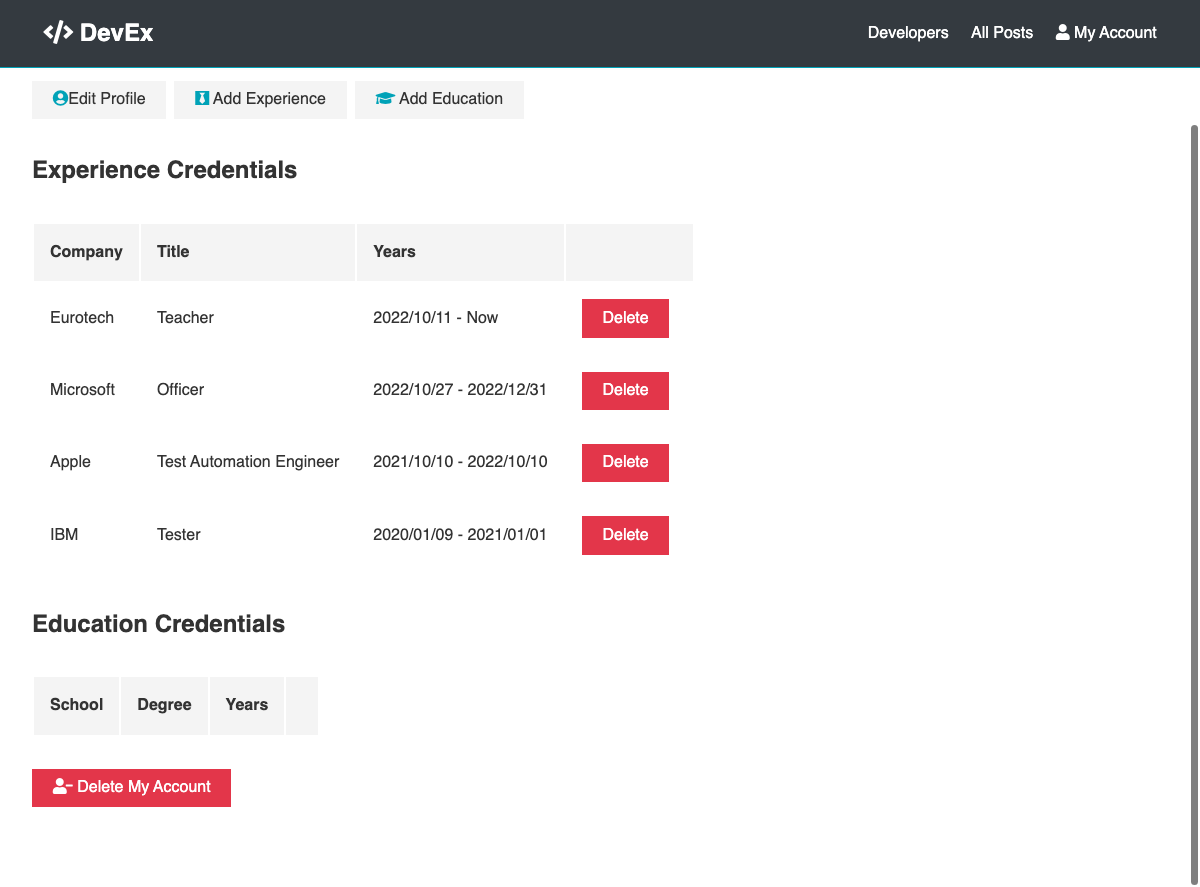 DevEx Developers All Posts My Account
Edit Profile Add Experience Add Education
Experience Credentials
Company Title Years
Eurotech Teacher 2022/10/11 - Now Delete
Microsoft Officer 2022/10/27 - 2022/12/31 Delete
Apple Test Automation Engineer 2021/10/10 - 2022/10/10 Delete
IBM Tester 2020/01/09 - 2021/01/01 Delete
Education Credentials
School Degree Years
Delete My Account